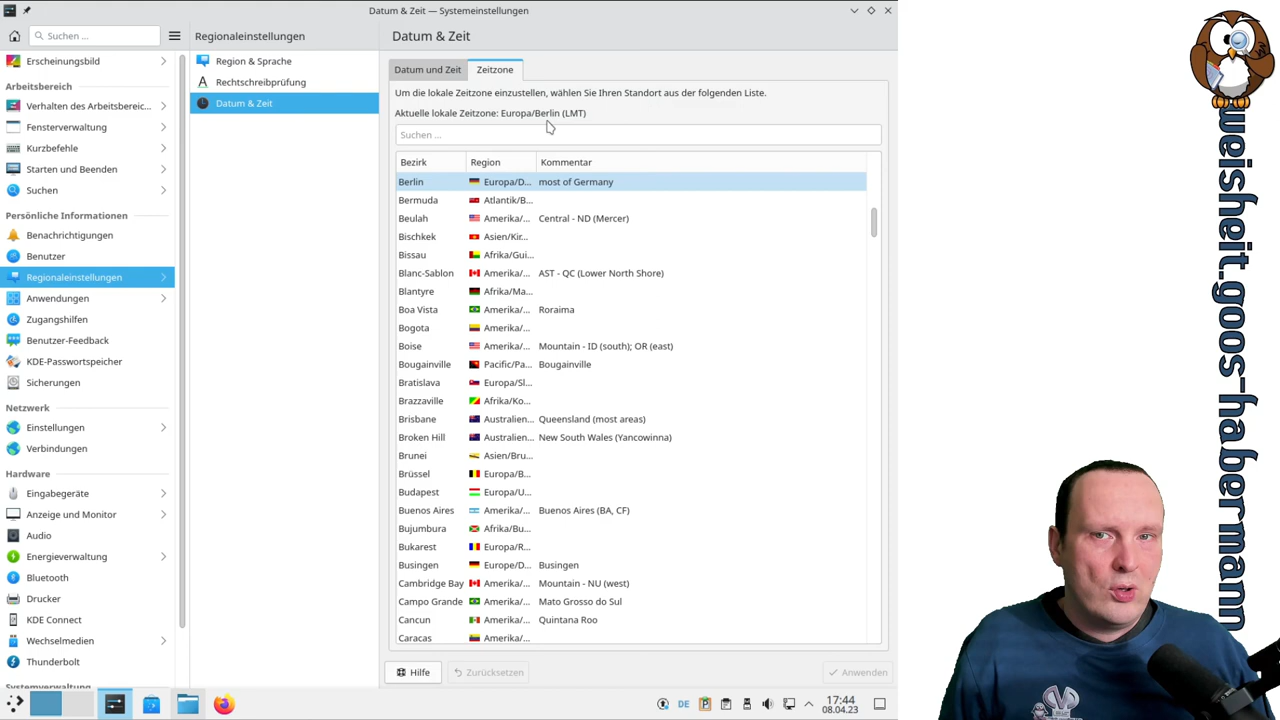 Datum & Zeit — Systemeinstellungen
Suchen ...
Erscheinungsbild
Arbeitsbereich
Verhalten des Arbeitsbereic...
Fensterverwaltung
Kurzbefehle
Starten und Beenden
Suchen
Persönliche Informationen
Benachrichtigungen
Benutzer
Regionaleinstellungen
Anwendungen
Zugangshilfen
Benutzer-Feedback
KDE-Passwortspeicher
Sicherungen
Netzwerk
Einstellungen
Verbindungen
Hardware
Eingabegeräte
Anzeige und Monitor
Audio
Energieverwaltung
Bluetooth
Drucker
KDE Connect
Wechselmedien
Thunderbolt
Systemverwaltung
Regionaleinstellungen
Region & Sprache
Rechtschreibprüfung
Datum & Zeit
Datum & Zeit
Datum und Zeit Zeitzone
Um die lokale Zeitzone einzustellen, wählen Sie Ihren Standort aus der folgenden Liste.
Aktuelle lokale Zeitzone: Europa/Berlin (LMT)
Suchen ...
Bezirk Region Kommentar
Berlin Europa/D... most of Germany
Bermuda Atlantik/B...
Beulah Amerika/... Central - ND (Mercer)
Bischkek Asien/Kir...
Bissau Afrika/Gui...
Blanc-Sablon Amerika/... AST - QC (Lower North Shore)
Blantyre Afrika/Ma...
Boa Vista Amerika/... Roraima
Bogota Amerika/...
Boise Amerika/... Mountain - ID (south); OR (east)
Bougainville Pacific/Pa... Bougainville
Bratislava Europa/Sl...
Brazzaville Afrika/Ko...
Brisbane Australien... Queensland (most areas)
Broken Hill Australien... New South Wales (Yancowinna)
Brunei Asien/Bru...
Brüssel Europa/B...
Budapest Europa/U...
Buenos Aires Amerika/... Buenos Aires (BA, CF)
Bujumbura Afrika/Bu...
Bukarest Europa/R...
Busingen Europe/D... Busingen
Cambridge Bay Amerika/... Mountain - NU (west)
Campo Grande Amerika/... Mato Grosso do Sul
Cancun Amerika/... Quintana Roo
Caracas Amerika/...
Hilfe Zurücksetzen Anwenden
DE
17:44
08.04.23
weisheit.goos-habermann